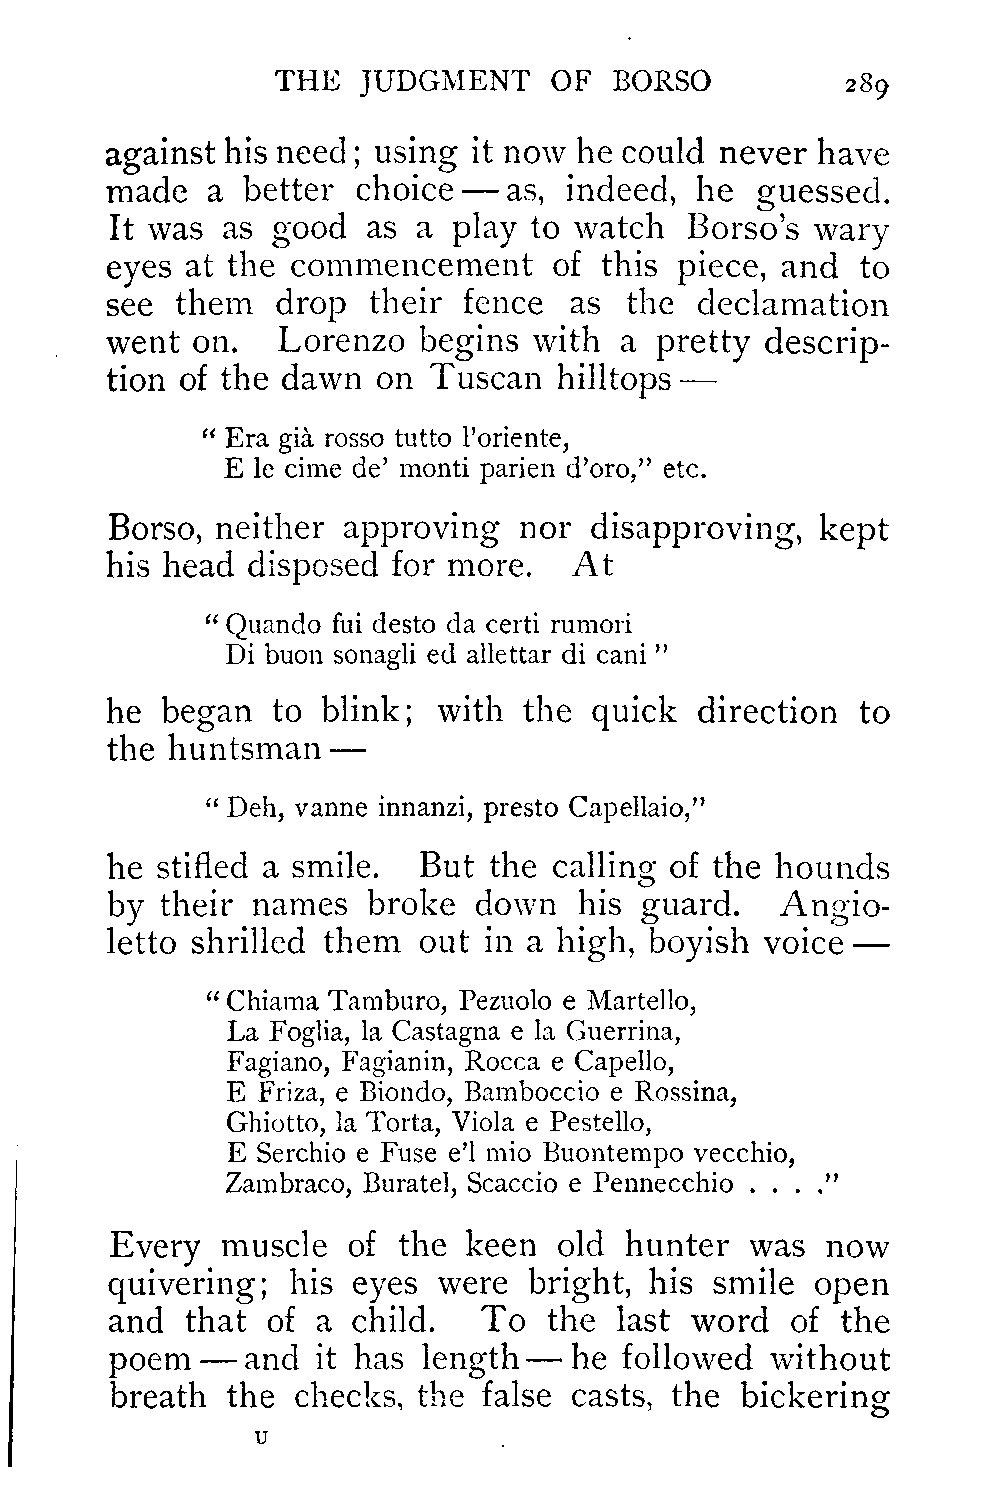 THE JUDGMENT OF BORSO 289
against his need; using it now he could never have
made a better choice — as, indeed, he guessed.
It was as good as a play to watch Borso's wary
eyes at the commencement of this piece, and to
see them drop their fence as the declamation
went on. Lorenzo begins with a pretty descrip-
tion of the dawn on Tuscan hilltops —
“ Era già rosso tutto l'oriente,
E le cime de' monti parien d'oro,” etc.
Borso, neither approving nor disapproving, kept
his head disposed for more. At
“ Quando fui desto da certi rumori
Di buon sonagli ed allettar di cani ”
he began to blink; with the quick direction to
the huntsman —
“ Deh, vanne innanzi, presto Capellaio,”
he stifled a smile. But the calling of the hounds
by their names broke down his guard. Angio-
letto shrilled them out in a high, boyish voice —
“ Chiama Tamburo, Pezuolo e Martello,
La Foglia, la Castagna e la Guerrina,
Fagiano, Fagianin, Rocca e Capello,
E Friza, e Biondo, Bamboccio e Rossina,
Ghiotto, la Torta, Viola e Pestello,
E Serchio e Fuse e'l mio Buontempo vecchio,
Zambraco, Buratel, Scaccio e Pennecchio . . . .”
Every muscle of the keen old hunter was now
quivering; his eyes were bright, his smile open
and that of a child. To the last word of the
poem — and it has length — he followed without
breath the checks, the false casts, the bickering
U